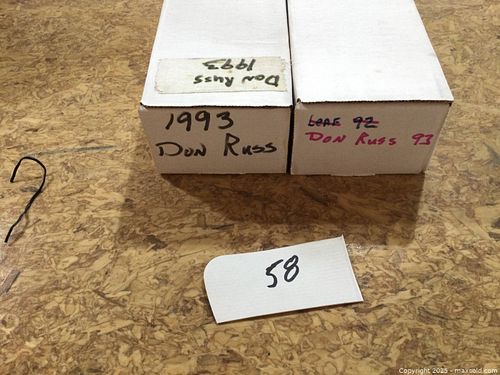 Don Russ
1993
1993
Don Russ
Leaf 92
Don Russ 93
58
Copyright 2025 - maxsold.com